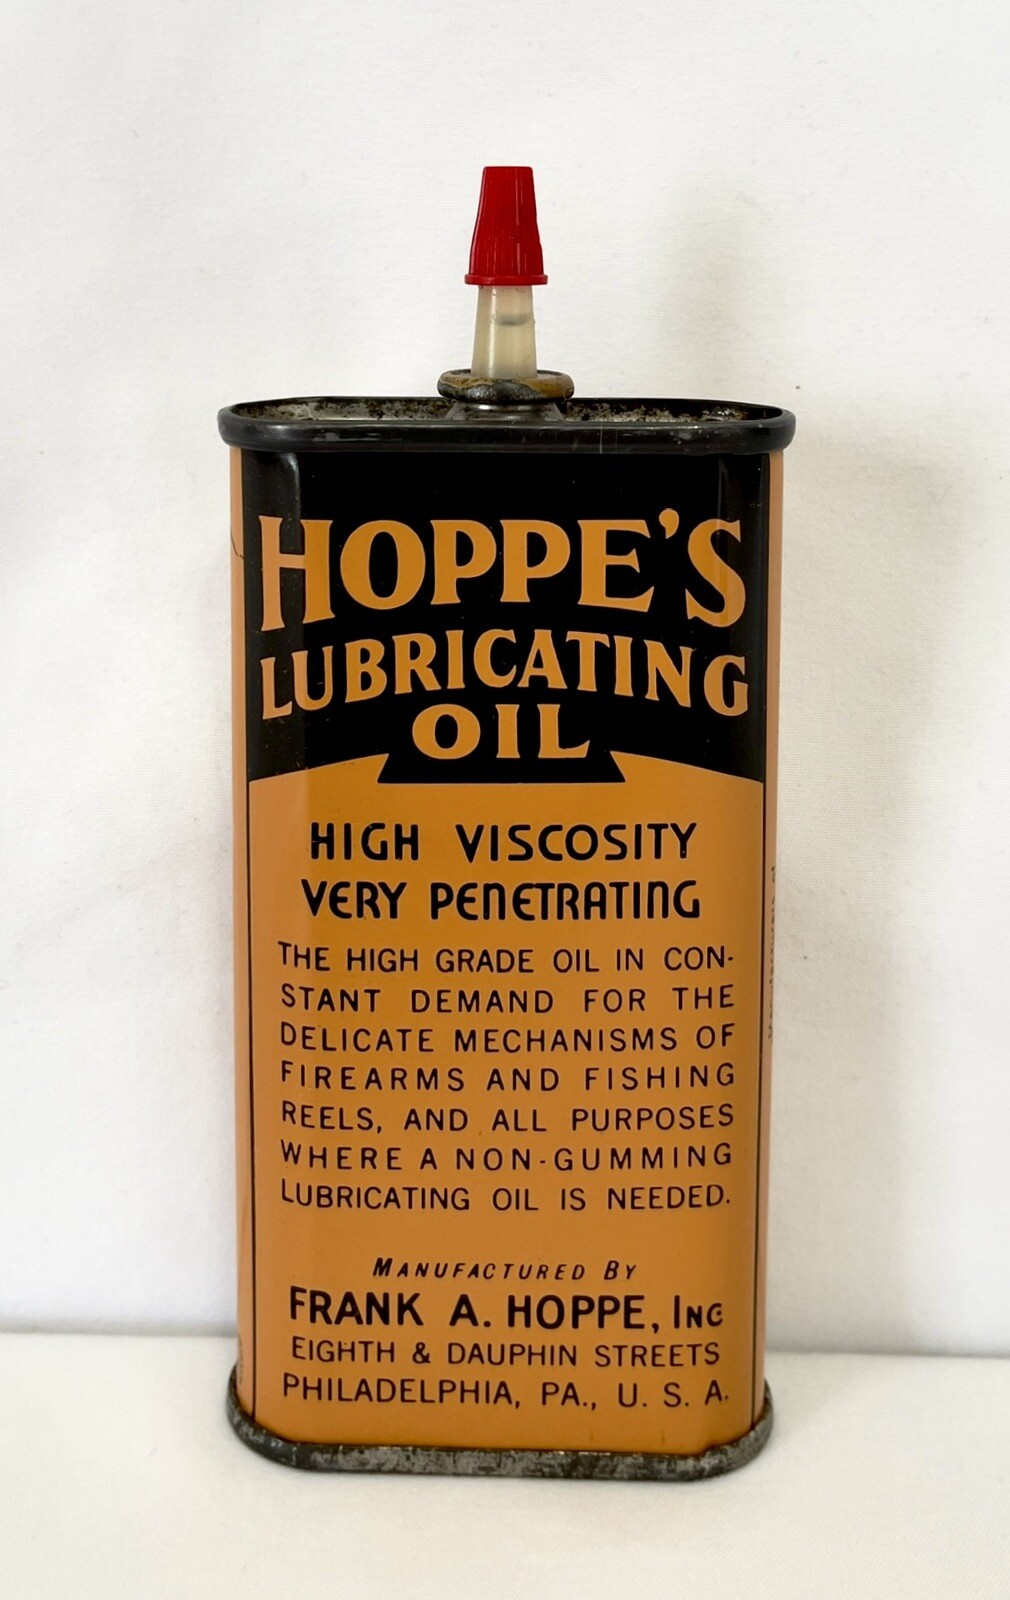 HOPPE'S
LUBRICATING
OIL
HIGH VISCOSITY
VERY PENETRATING
THE HIGH GRADE OIL IN CON-
STANT DEMAND FOR THE
DELICATE MECHANISMS OF
FIREARMS AND FISHING
REELS, AND ALL PURPOSES
WHERE A NON-GUMMING
LUBRICATING OIL IS NEEDED.
MANUFACTURED BY
FRANK A. HOPPE, INC
EIGHTH & DAUPHIN STREETS
PHILADELPHIA, PA., U. S. A.